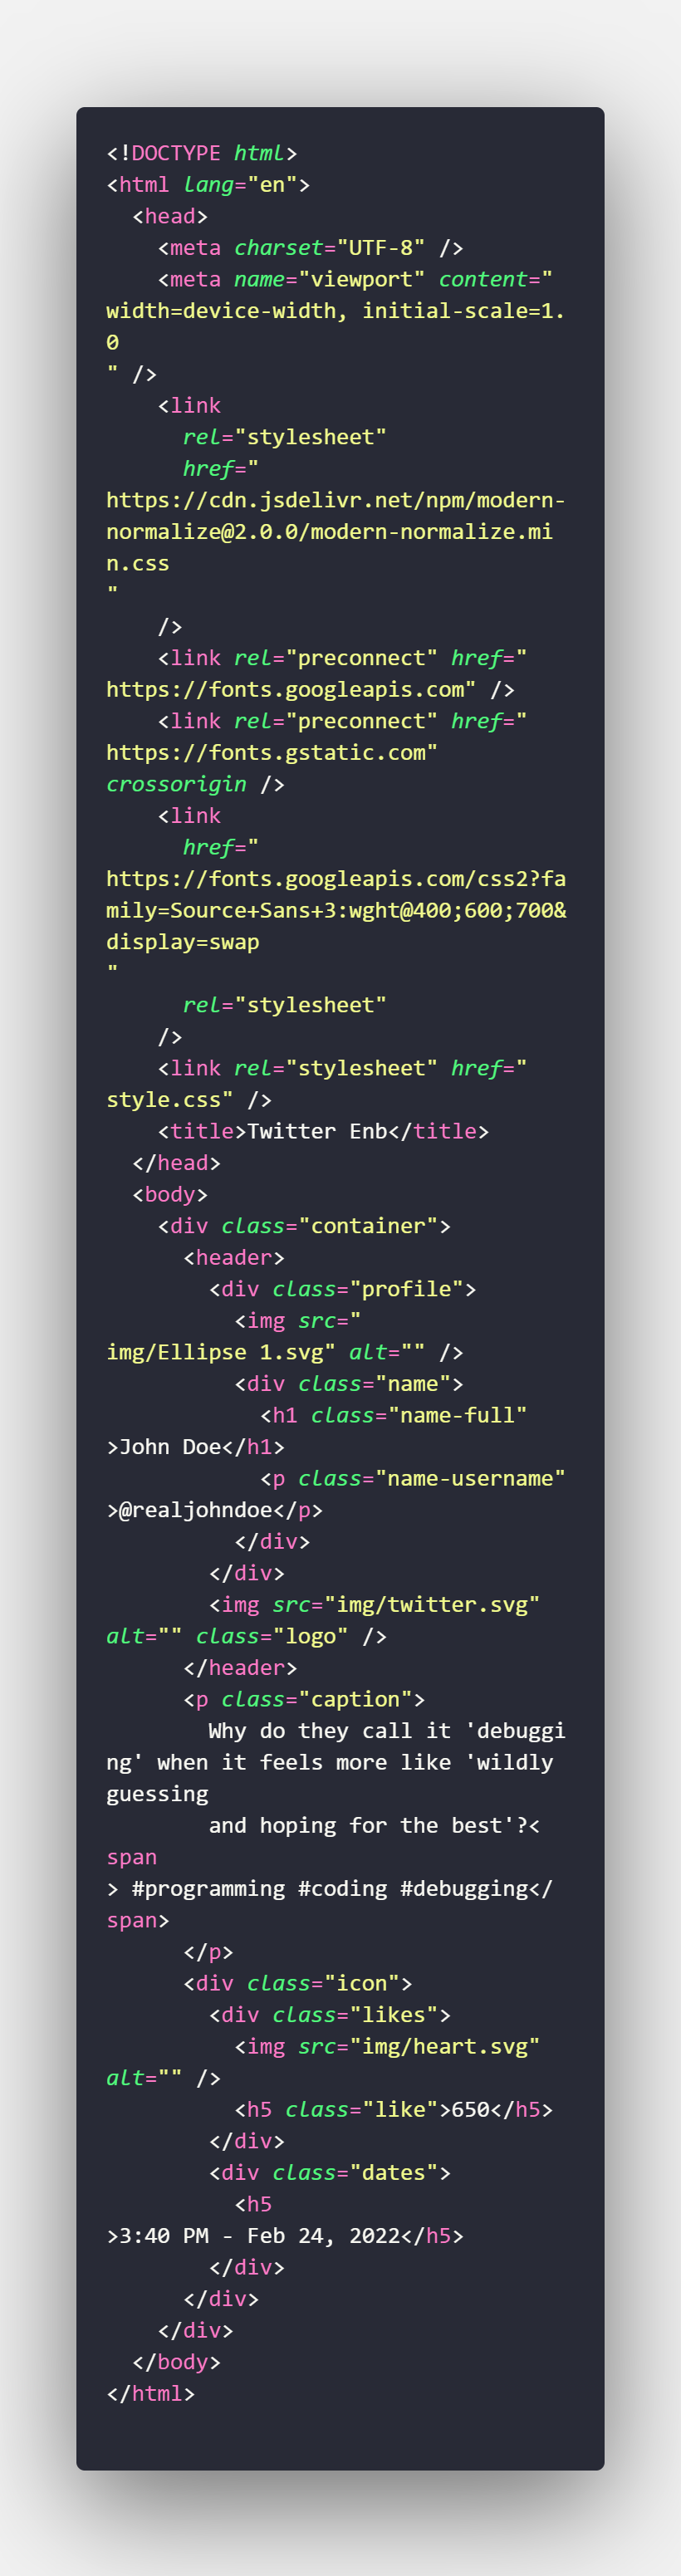 <!DOCTYPE html>
<html lang="en">
  <head>
    <meta charset="UTF-8" />
    <meta name="viewport" content="
width=device-width, initial-scale=1.
0
" />
    <link
      rel="stylesheet"
      href="
https://cdn.jsdelivr.net/npm/modern-
normalize@2.0.0/modern-normalize.mi
n.css
"
    />
    <link rel="preconnect" href="
https://fonts.googleapis.com" />
    <link rel="preconnect" href="
https://fonts.gstatic.com"
crossorigin />
    <link
      href="
https://fonts.googleapis.com/css2?fa
mily=Source+Sans+3:wght@400;600;700&
display=swap
"
      rel="stylesheet"
    />
    <link rel="stylesheet" href="
style.css" />
    <title>Twitter Enb</title>
  </head>
  <body>
    <div class="container">
      <header>
        <div class="profile">
          <img src="
img/Ellipse 1.svg" alt="" />
          <div class="name">
            <h1 class="name-full"
>John Doe</h1>
            <p class="name-username"
>@realjohndoe</p>
          </div>
        </div>
        <img src="img/twitter.svg"
alt="" class="logo" />
      </header>
      <p class="caption">
        Why do they call it 'debuggi
ng' when it feels more like 'wildly
guessing
        and hoping for the best'?<
span
> #programming #coding #debugging</
span>
      </p>
      <div class="icon">
        <div class="likes">
          <img src="img/heart.svg"
alt="" />
          <h5 class="like">650</h5>
        </div>
        <div class="dates">
          <h5
>3:40 PM - Feb 24, 2022</h5>
        </div>
      </div>
    </div>
  </body>
</html>